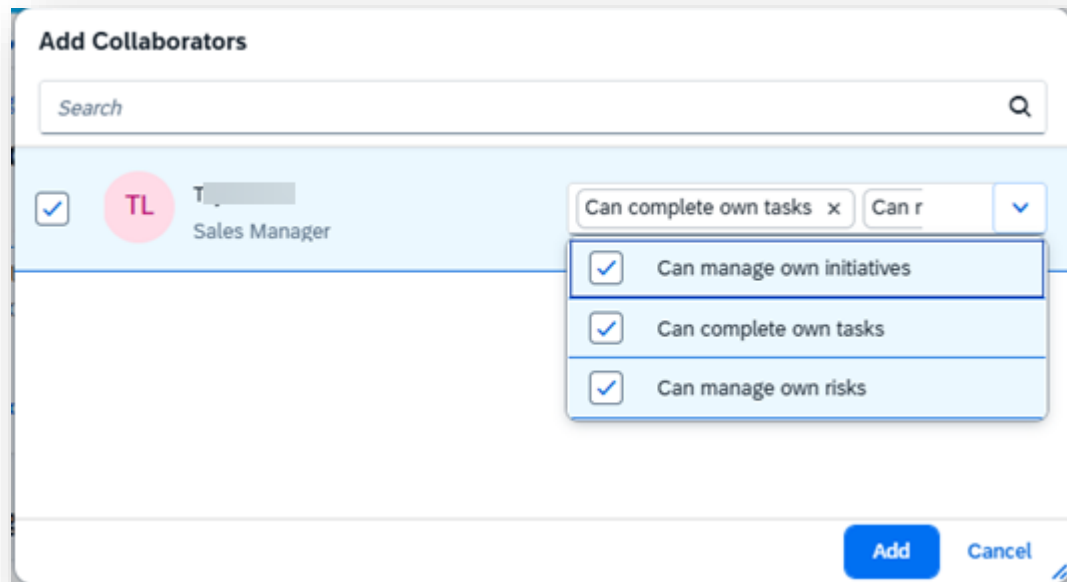 Add Collaborators
Search
TL
T
Sales Manager
Can complete own tasks x Can r
Can manage own initiatives
Can complete own tasks
Can manage own risks
Add Cancel